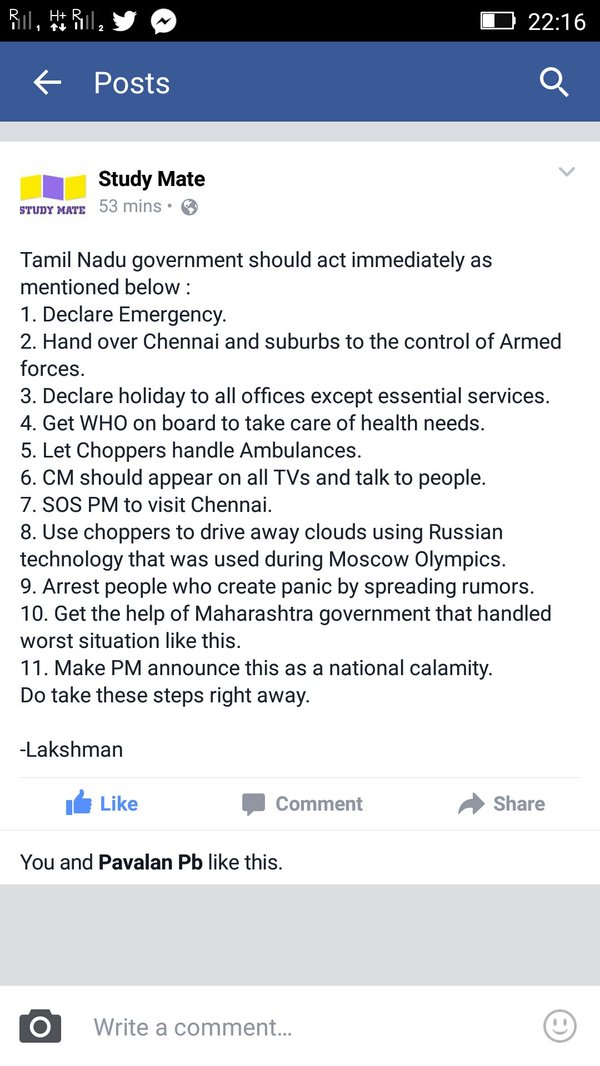 R 1 H+ R 2 22:16
Posts
Study Mate
STUDY MATE
53 mins •
Tamil Nadu government should act immediately as
mentioned below :
1. Declare Emergency.
2. Hand over Chennai and suburbs to the control of Armed
forces.
3. Declare holiday to all offices except essential services.
4. Get WHO on board to take care of health needs.
5. Let Choppers handle Ambulances.
6. CM should appear on all TVs and talk to people.
7. SOS PM to visit Chennai.
8. Use choppers to drive away clouds using Russian
technology that was used during Moscow Olympics.
9. Arrest people who create panic by spreading rumors.
10. Get the help of Maharashtra government that handled
worst situation like this.
11. Make PM announce this as a national calamity.
Do take these steps right away.
-Lakshman
Like Comment Share
You and Pavalan Pb like this.
Write a comment...